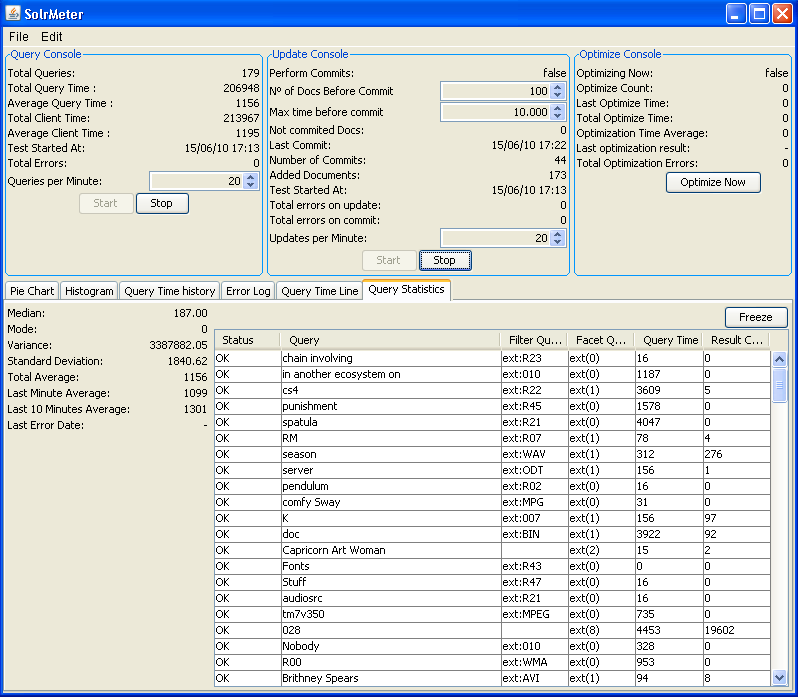 SolrMeter
File Edit
Query Console
Total Queries: 179
Total Query Time : 206948
Average Query Time : 1156
Total Client Time: 213967
Average Client Time : 1195
Test Started At: 15/06/10 17:13
Total Errors: 0
Queries per Minute: 20
Start Stop
Update Console
Perform Commits: false
Nº of Docs Before Commit 100
Max time before commit 10.000
Not commited Docs: 0
Last Commit: 15/06/10 17:22
Number of Commits: 44
Added Documents: 173
Test Started At: 15/06/10 17:13
Total errors on update: 0
Total errors on commit: 0
Updates per Minute: 20
Start Stop
Optimize Console
Optimizing Now: false
Optimize Count: 0
Last Optimize Time: 0
Total Optimize Time: 0
Optimization Time Average: 0
Last optimization result: -
Total Optimization Errors: 0
Optimize Now
Pie Chart Histogram Query Time history Error Log Query Time Line Query Statistics
Median: 187.00
Mode: 0
Variance: 3387882.05
Standard Deviation: 1840.62
Total Average: 1156
Last Minute Average: 1099
Last 10 Minutes Average: 1301
Last Error Date: -
Freeze
Status Query Filter Qu... Facet Q... Query Time Result C...
OK chain involving ext:R23 ext(0) 16 0
OK in another ecosystem on ext:010 ext(0) 1187 0
OK cs4 ext:R22 ext(1) 3609 5
OK punishment ext:R45 ext(0) 1578 0
OK spatula ext:R21 ext(0) 4047 0
OK RM ext:R07 ext(1) 78 4
OK season ext:WAV ext(1) 312 276
OK server ext:ODT ext(1) 156 1
OK pendulum ext:R02 ext(0) 16 0
OK comfy Sway ext:MPG ext(0) 31 0
OK K ext:007 ext(1) 156 97
OK doc ext:BIN ext(1) 3922 92
OK Capricorn Art Woman ext(2) 15 2
OK Fonts ext:R43 ext(0) 0 0
OK Stuff ext:R47 ext(0) 16 0
OK audiosrc ext:R21 ext(0) 16 0
OK tm7v350 ext:MPEG ext(0) 735 0
OK 028 ext(8) 4453 19602
OK Nobody ext:010 ext(0) 328 0
OK R00 ext:WMA ext(0) 953 0
OK Brithney Spears ext:AVI ext(1) 94 8